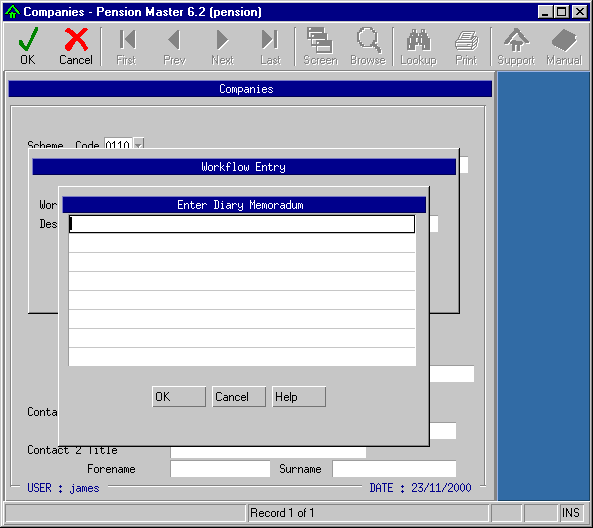 Companies - Pension Master 6.2 (pension)
OK Cancel First Prev Next Last Screen Browse Lookup Print Support Manual
Companies
Scheme Code 0110
Workflow Entry
Wor
Des
Enter Diary Memoradum
OK Cancel Help
Conta
Contact 2 Title
Forename Surname
USER : james DATE : 23/11/2000
Record 1 of 1 INS